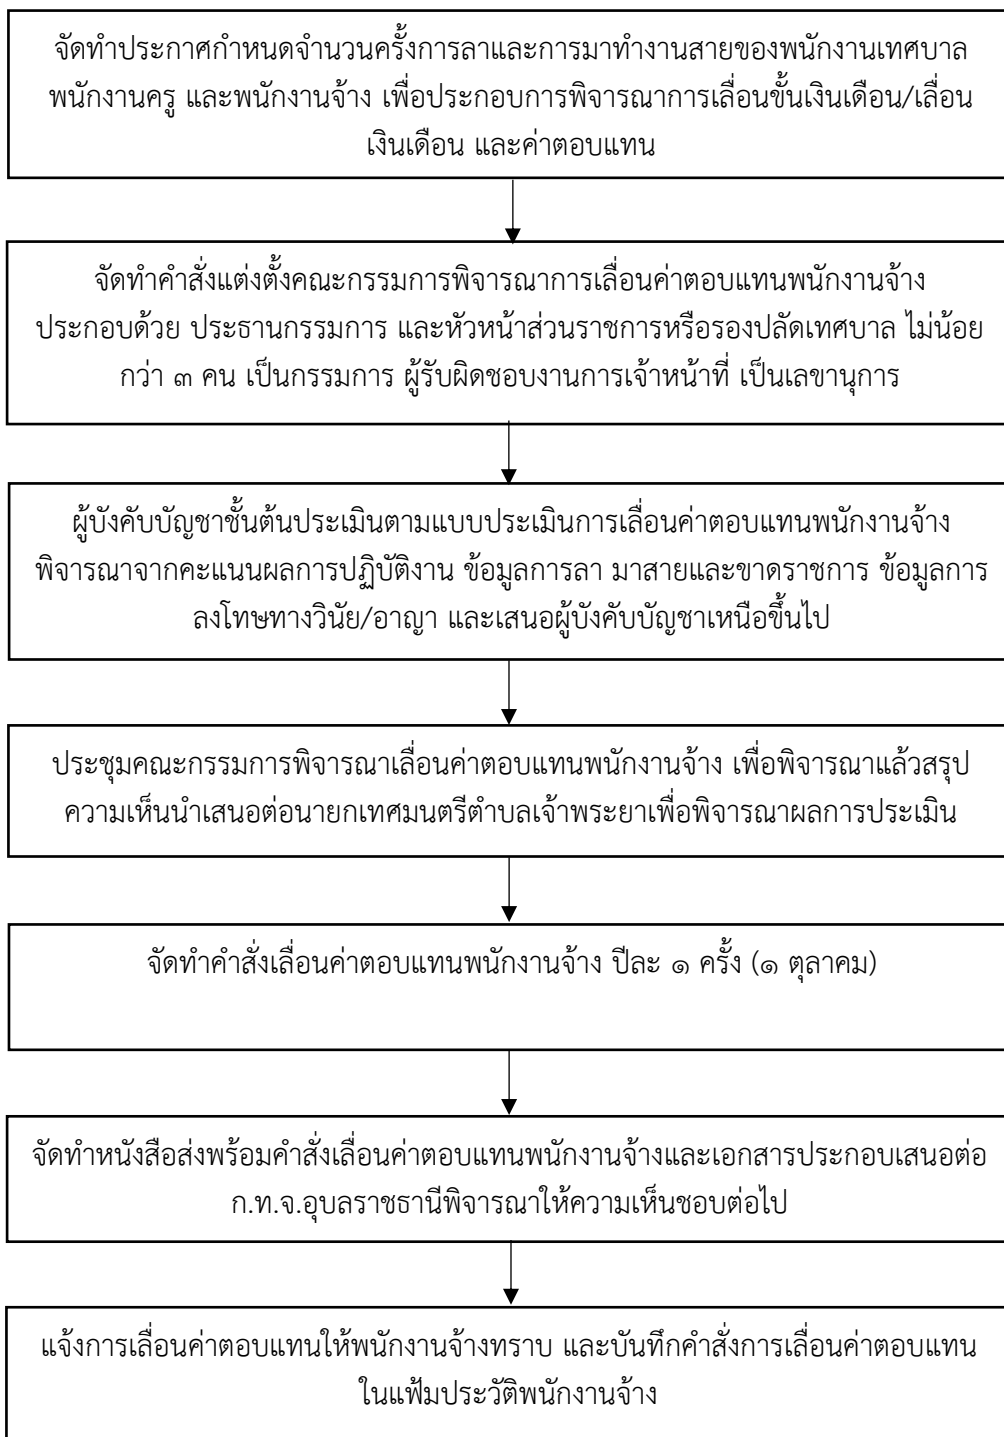 จัดทำประกาศกำหนดจำนวนครั้งการลาและการมาทำงานสายของพนักงานเทศบาล
พนักงานครู และพนักงานจ้าง เพื่อประกอบการพิจารณาการเลื่อนขั้นเงินเดือน/เลื่อน
เงินเดือน และค่าตอบแทน
จัดทำคำสั่งแต่งตั้งคณะกรรมการพิจารณาการเลื่อนค่าตอบแทนพนักงานจ้าง
ประกอบด้วย ประธานกรรมการ และหัวหน้าส่วนราชการหรือรองปลัดเทศบาล ไม่น้อย
กว่า ๓ คน เป็นกรรมการ ผู้รับผิดชอบงานการเจ้าหน้าที่ เป็นเลขานุการ
ผู้บังคับบัญชาชั้นต้นประเมินตามแบบประเมินการเลื่อนค่าตอบแทนพนักงานจ้าง
พิจารณาจากคะแนนผลการปฏิบัติงาน ข้อมูลการลา มาสายและขาดราชการ ข้อมูลการ
ลงโทษทางวินัย/อาญา และเสนอผู้บังคับบัญชาเหนือขึ้นไป
ประชุมคณะกรรมการพิจารณาเลื่อนค่าตอบแทนพนักงานจ้าง เพื่อพิจารณาแล้วสรุป
ความเห็นนำเสนอต่อนายกเทศมนตรีตำบลเจ้าพระยาเพื่อพิจารณาผลการประเมิน
จัดทำคำสั่งเลื่อนค่าตอบแทนพนักงานจ้าง ปีละ ๑ ครั้ง (๑ ตุลาคม)
จัดทำหนังสือส่งพร้อมคำสั่งเลื่อนค่าตอบแทนพนักงานจ้างและเอกสารประกอบเสนอต่อ
ก.ท.จ.อุบลราชธานีพิจารณาให้ความเห็นชอบต่อไป
แจ้งการเลื่อนค่าตอบแทนให้พนักงานจ้างทราบ และบันทึกคำสั่งการเลื่อนค่าตอบแทน
ในแฟ้มประวัติพนักงานจ้าง